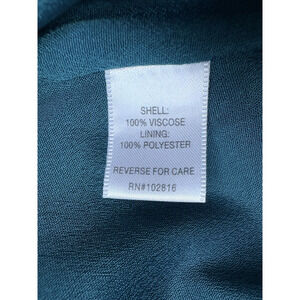 SHELL:
100% VISCOSE
LINING:
100% POLYESTER
REVERSE FOR CARE
RN#102816